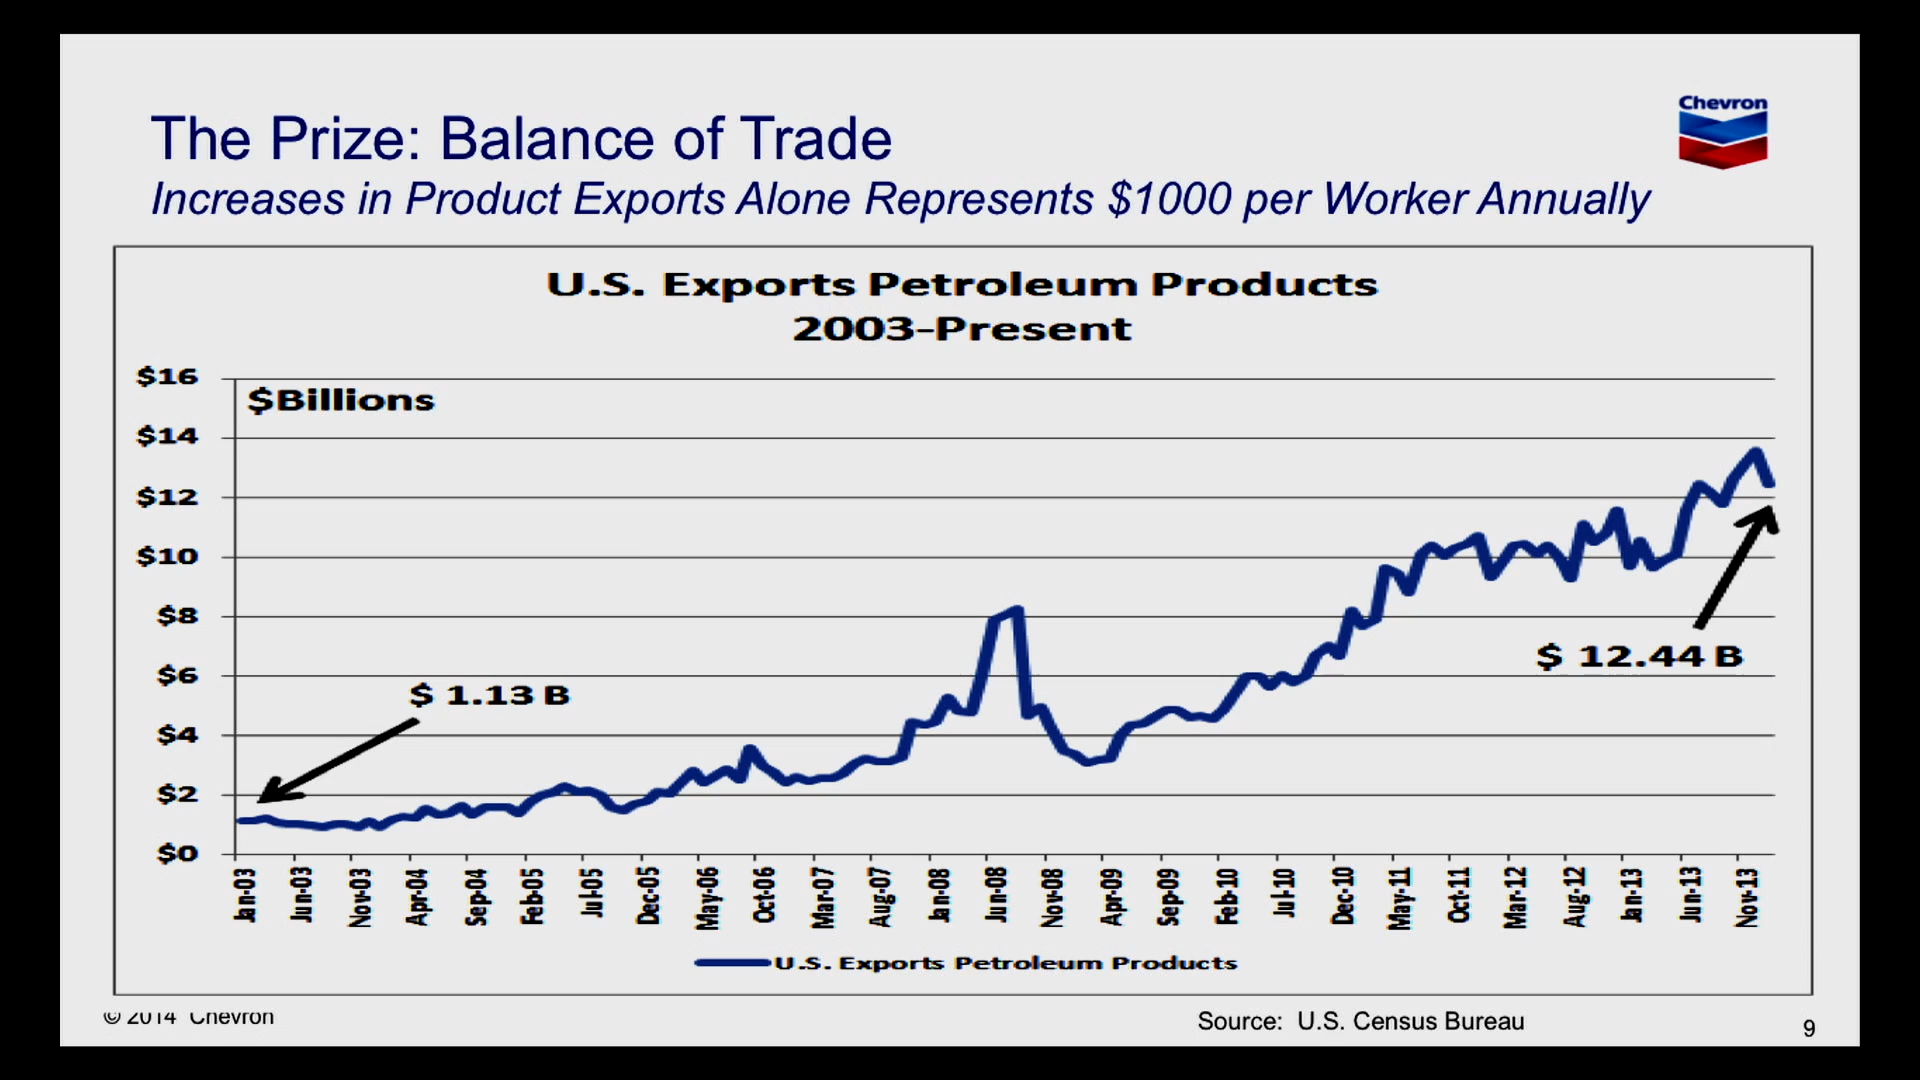 Chevron
The Prize: Balance of Trade
Increases in Product Exports Alone Represents $1000 per Worker Annually
U.S. Exports Petroleum Products
2003-Present
$Billions
$16
$14
$12
$10
$8
$6
$4
$2
$0
$ 1.13 B
$ 12.44 B
Jan-03
Jun-03
Nov-03
Apr-04
Sep-04
Feb-05
Jul-05
Dec-05
May-06
Oct-06
Mar-07
Aug-07
Jan-08
Jun-08
Nov-08
Apr-09
Sep-09
Feb-10
Jul-10
Dec-10
May-11
Oct-11
Mar-12
Aug-12
Jan-13
Jun-13
Nov-13
U.S. Exports Petroleum Products
© 2014 Chevron
Source: U.S. Census Bureau
9